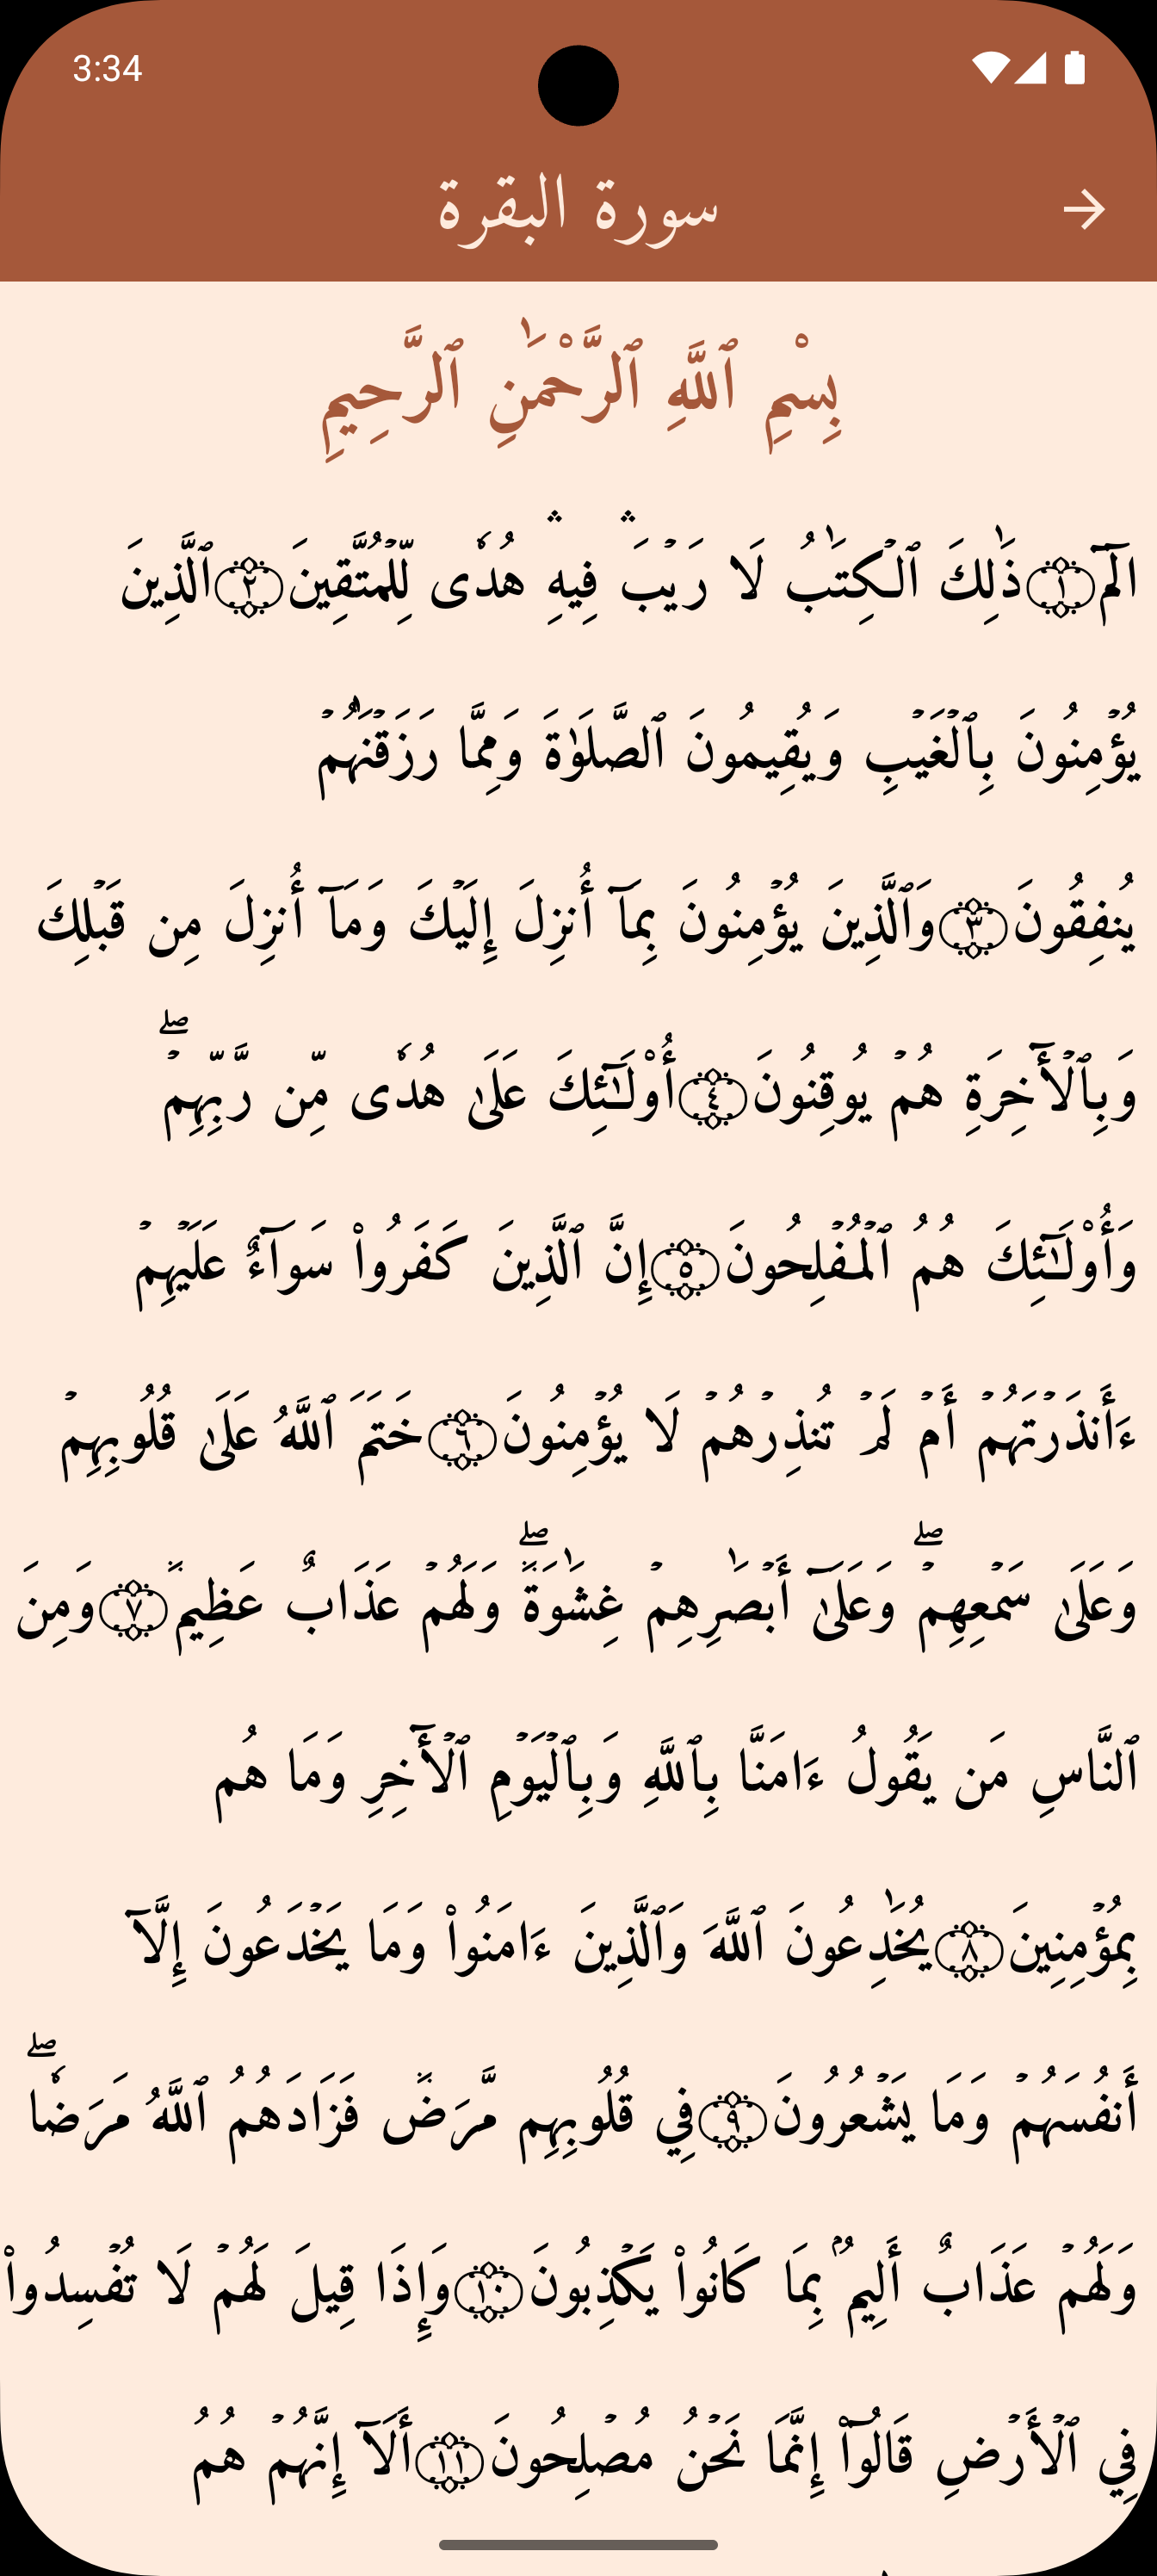 3:34
سورة البقرة
بِسْمِ ٱللَّهِ ٱلرَّحْمَٰنِ ٱلرَّحِيمِ
الٓمٓ ١ ذَٰلِكَ ٱلۡكِتَٰبُ لَا رَيۡبَۛ فِيهِۛ هُدٗى لِّلۡمُتَّقِينَ ٢ ٱلَّذِينَ
يُؤۡمِنُونَ بِٱلۡغَيۡبِ وَيُقِيمُونَ ٱلصَّلَوٰةَ وَمِمَّا رَزَقۡنَٰهُمۡ
يُنفِقُونَ ٣ وَٱلَّذِينَ يُؤۡمِنُونَ بِمَآ أُنزِلَ إِلَيۡكَ وَمَآ أُنزِلَ مِن قَبۡلِكَ
وَبِٱلۡأٓخِرَةِ هُمۡ يُوقِنُونَ ٤ أُوْلَٰٓئِكَ عَلَىٰ هُدٗى مِّن رَّبِّهِمۡۖ
وَأُوْلَٰٓئِكَ هُمُ ٱلۡمُفۡلِحُونَ ٥ إِنَّ ٱلَّذِينَ كَفَرُواْ سَوَآءٌ عَلَيۡهِمۡ
ءَأَنذَرۡتَهُمۡ أَمۡ لَمۡ تُنذِرۡهُمۡ لَا يُؤۡمِنُونَ ٦ خَتَمَ ٱللَّهُ عَلَىٰ قُلُوبِهِمۡ
وَعَلَىٰ سَمۡعِهِمۡۖ وَعَلَىٰٓ أَبۡصَٰرِهِمۡ غِشَٰوَةٞۖ وَلَهُمۡ عَذَابٌ عَظِيمٞ ٧ وَمِنَ
ٱلنَّاسِ مَن يَقُولُ ءَامَنَّا بِٱللَّهِ وَبِٱلۡيَوۡمِ ٱلۡأٓخِرِ وَمَا هُم
بِمُؤۡمِنِينَ ٨ يُخَٰدِعُونَ ٱللَّهَ وَٱلَّذِينَ ءَامَنُواْ وَمَا يَخۡدَعُونَ إِلَّآ
أَنفُسَهُمۡ وَمَا يَشۡعُرُونَ ٩ فِي قُلُوبِهِم مَّرَضٞ فَزَادَهُمُ ٱللَّهُ مَرَضٗاۖ
وَلَهُمۡ عَذَابٌ أَلِيمُۢ بِمَا كَانُواْ يَكۡذِبُونَ ١٠ وَإِذَا قِيلَ لَهُمۡ لَا تُفۡسِدُواْ
فِي ٱلۡأَرۡضِ قَالُوٓاْ إِنَّمَا نَحۡنُ مُصۡلِحُونَ ١١ أَلَآ إِنَّهُمۡ هُمُ